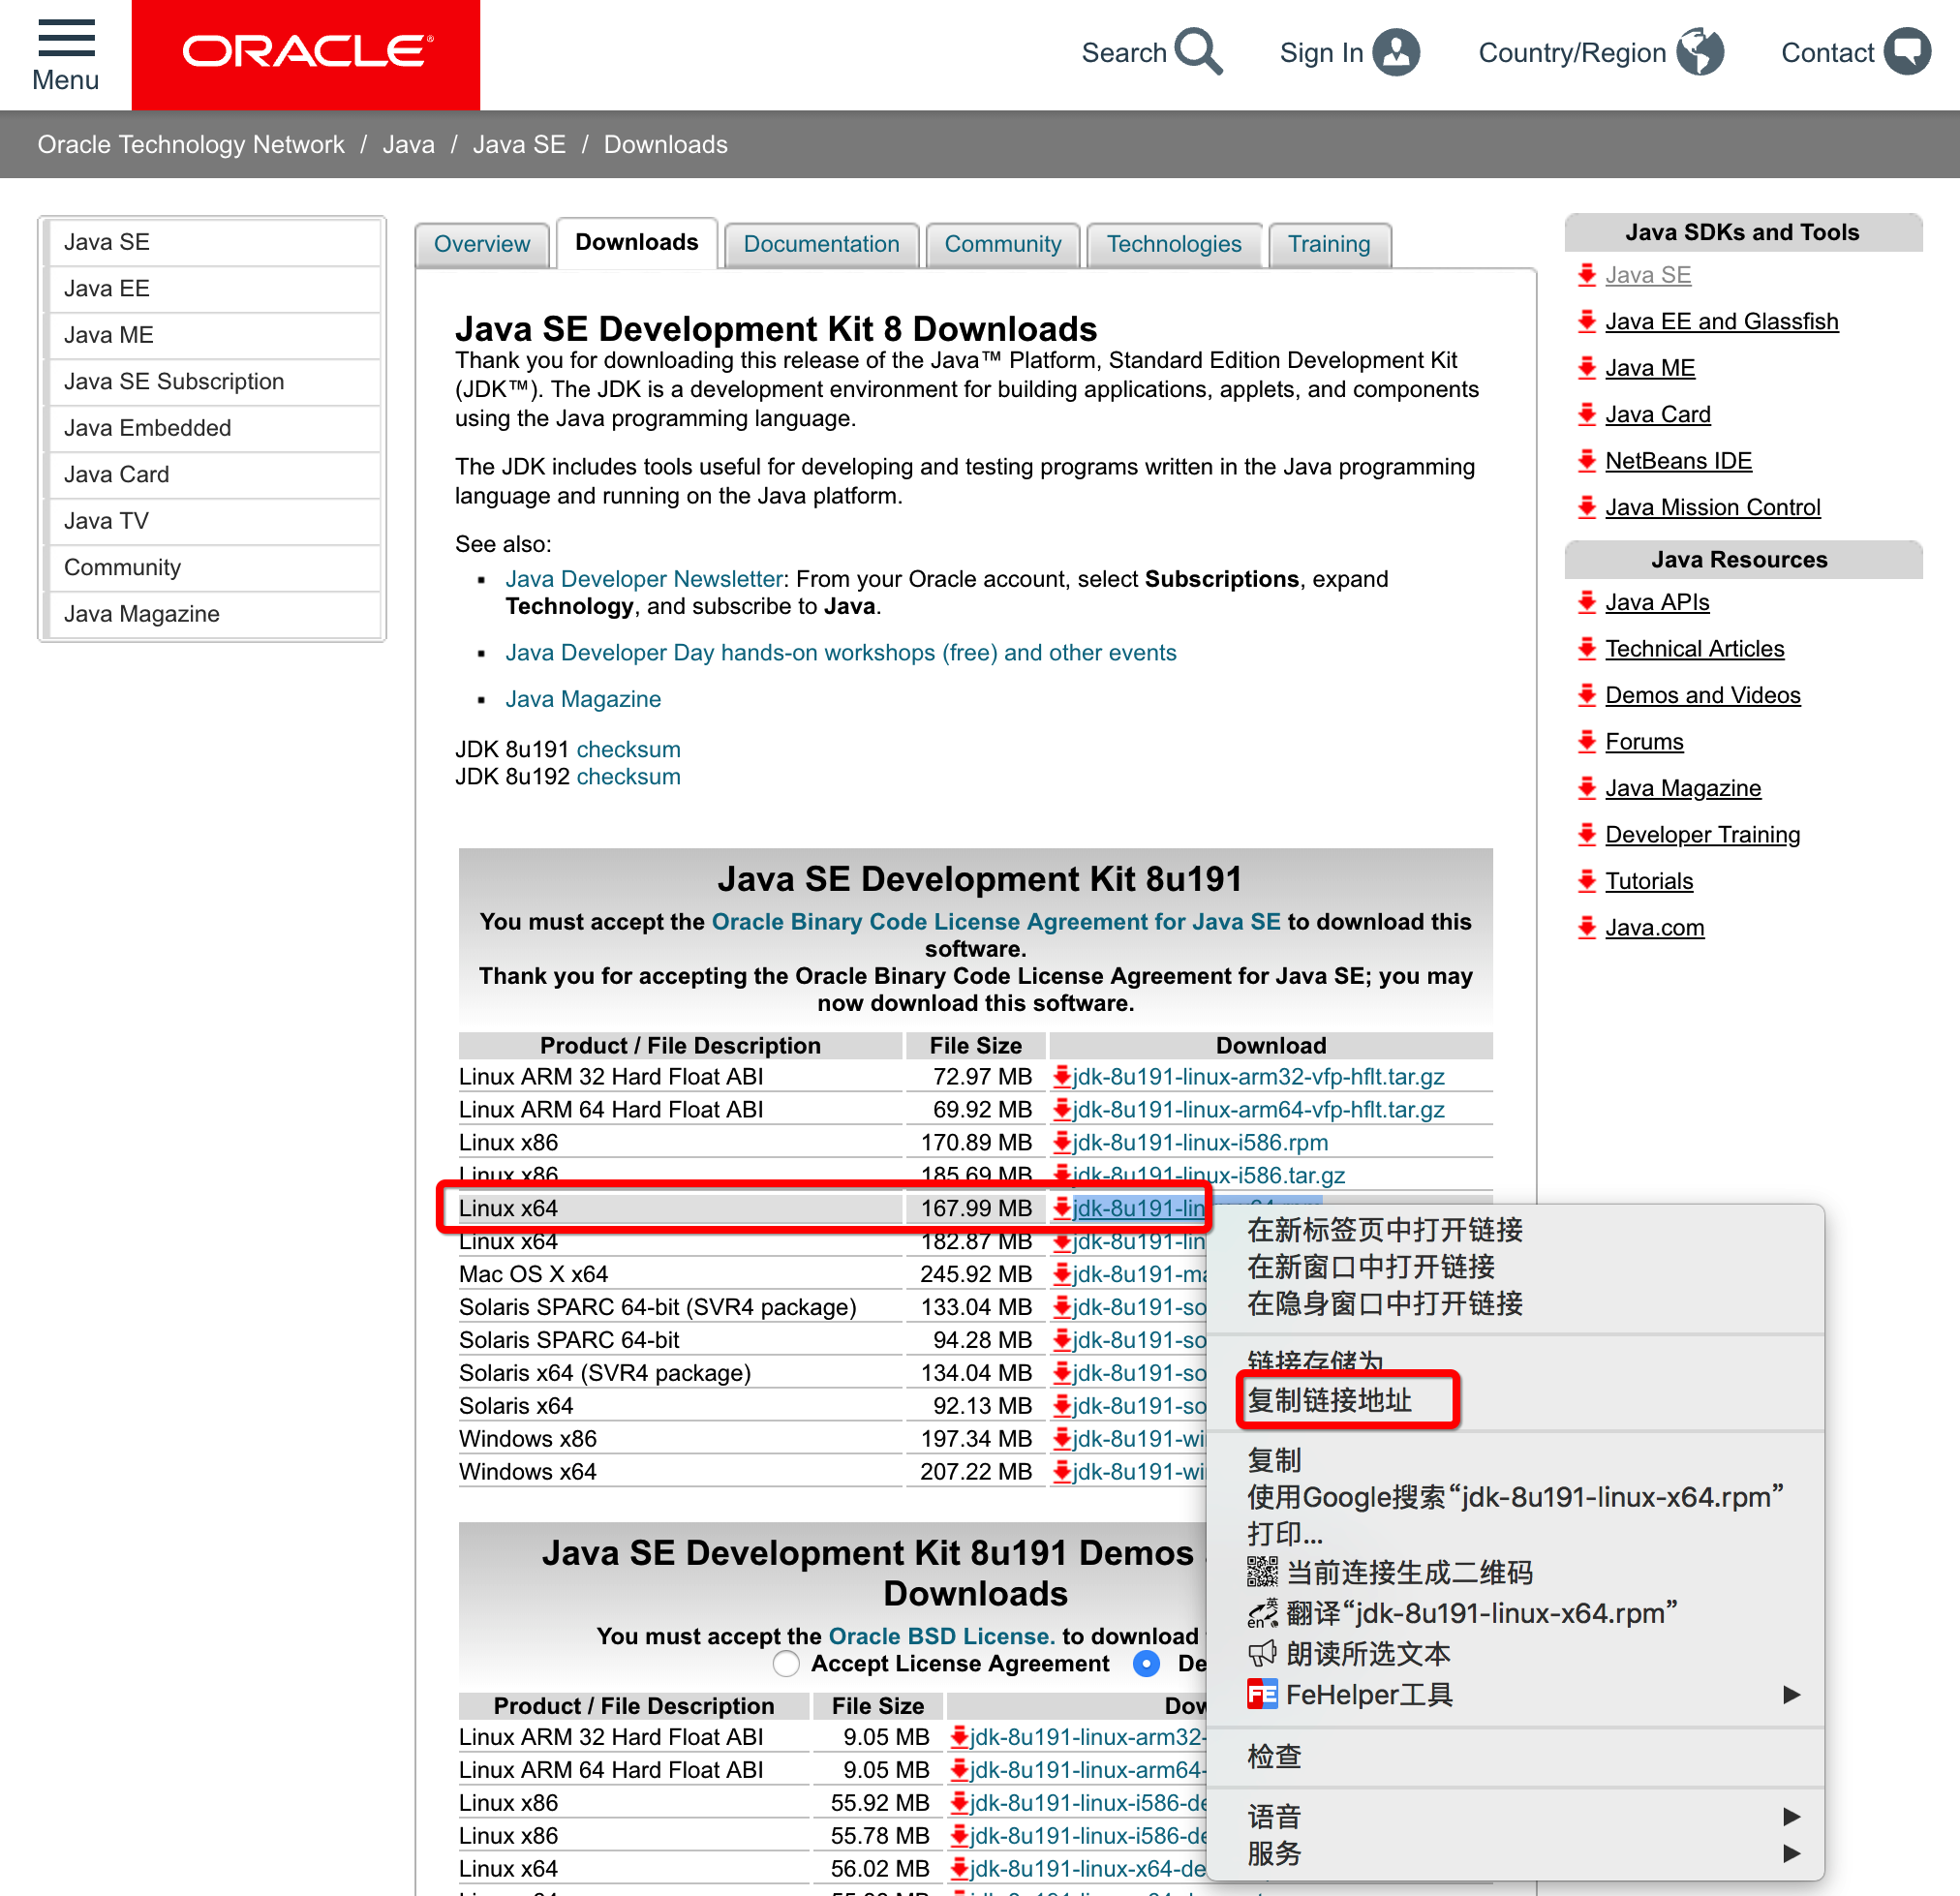 Menu
ORACLE
Search
Sign In
Country/Region
Contact
Oracle Technology Network / Java / Java SE / Downloads
Java SE
Java EE
Java ME
Java SE Subscription
Java Embedded
Java Card
Java TV
Community
Java Magazine
Overview
Downloads
Documentation
Community
Technologies
Training
Java SE Development Kit 8 Downloads
Thank you for downloading this release of the Java™ Platform, Standard Edition Development Kit
(JDK™). The JDK is a development environment for building applications, applets, and components
using the Java programming language.
The JDK includes tools useful for developing and testing programs written in the Java programming
language and running on the Java platform.
See also:
Java Developer Newsletter: From your Oracle account, select Subscriptions, expand
Technology, and subscribe to Java.
Java Developer Day hands-on workshops (free) and other events
Java Magazine
JDK 8u191 checksum
JDK 8u192 checksum
Java SE Development Kit 8u191
You must accept the Oracle Binary Code License Agreement for Java SE to download this
software.
Thank you for accepting the Oracle Binary Code License Agreement for Java SE; you may
now download this software.
Product / File Description File Size Download
Linux ARM 32 Hard Float ABI 72.97 MB jdk-8u191-linux-arm32-vfp-hflt.tar.gz
Linux ARM 64 Hard Float ABI 69.92 MB jdk-8u191-linux-arm64-vfp-hflt.tar.gz
Linux x86 170.89 MB jdk-8u191-linux-i586.rpm
Linux x86 185.69 MB jdk-8u191-linux-i586.tar.gz
Linux x64 167.99 MB jdk-8u191-linux-x64.rpm
Linux x64 182.87 MB jdk-8u191-lin
Mac OS X x64 245.92 MB jdk-8u191-ma
Solaris SPARC 64-bit (SVR4 package) 133.04 MB jdk-8u191-so
Solaris SPARC 64-bit 94.28 MB jdk-8u191-so
Solaris x64 (SVR4 package) 134.04 MB jdk-8u191-so
Solaris x64 92.13 MB jdk-8u191-so
Windows x86 197.34 MB jdk-8u191-wi
Windows x64 207.22 MB jdk-8u191-wi
Java SE Development Kit 8u191 Demos
Downloads
You must accept the Oracle BSD License. to download
Accept License Agreement De
Product / File Description File Size Dow
Linux ARM 32 Hard Float ABI 9.05 MB jdk-8u191-linux-arm32-
Linux ARM 64 Hard Float ABI 9.05 MB jdk-8u191-linux-arm64-
Linux x86 55.92 MB jdk-8u191-linux-i586-de
Linux x86 55.78 MB jdk-8u191-linux-i586-de
Linux x64 56.02 MB jdk-8u191-linux-x64-de
在新标签页中打开链接
在新窗口中打开链接
在隐身窗口中打开链接
链接存储为
复制链接地址
复制
使用Google搜索“jdk-8u191-linux-x64.rpm”
打印...
当前连接生成二维码
翻译“jdk-8u191-linux-x64.rpm”
朗读所选文本
FeHelper工具
检查
语音
服务
Java SDKs and Tools
Java SE
Java EE and Glassfish
Java ME
Java Card
NetBeans IDE
Java Mission Control
Java Resources
Java APIs
Technical Articles
Demos and Videos
Forums
Java Magazine
Developer Training
Tutorials
Java.com